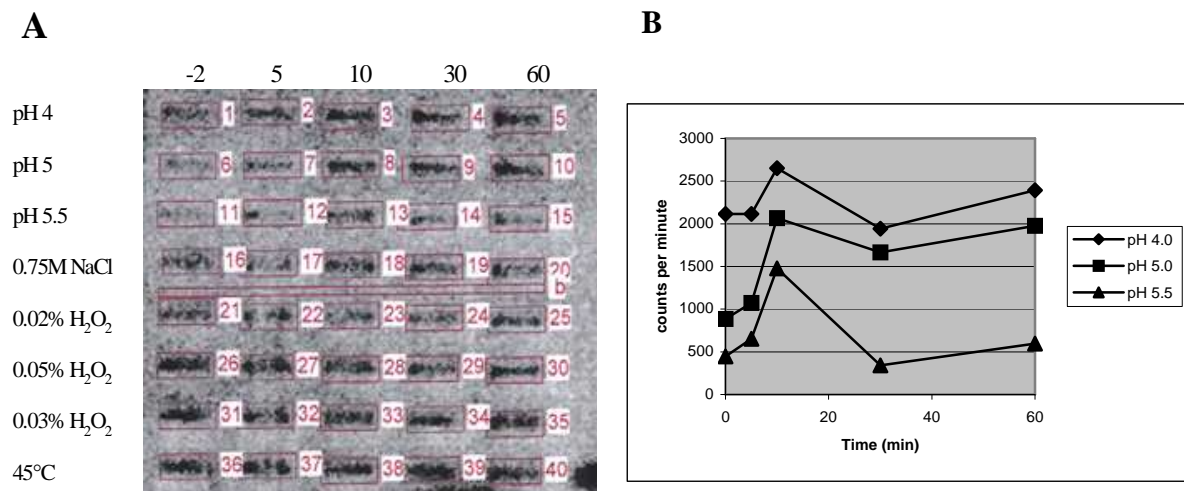 A
-2 5 10 30 60
pH 4 1 2 3 4 5
pH 5 6 7 8 9 10
pH 5.5 11 12 13 14 15
0.75M NaCl 16 17 18 19 20
b
0.02% H₂O₂ 21 22 23 24 25
0.05% H₂O₂ 26 27 28 29 30
0.03% H₂O₂ 31 32 33 34 35
45°C 36 37 38 39 40
B
counts per minute
3000
2500
2000
1500
1000
500
0
0 20 40 60
Time (min)
pH 4.0
pH 5.0
pH 5.5